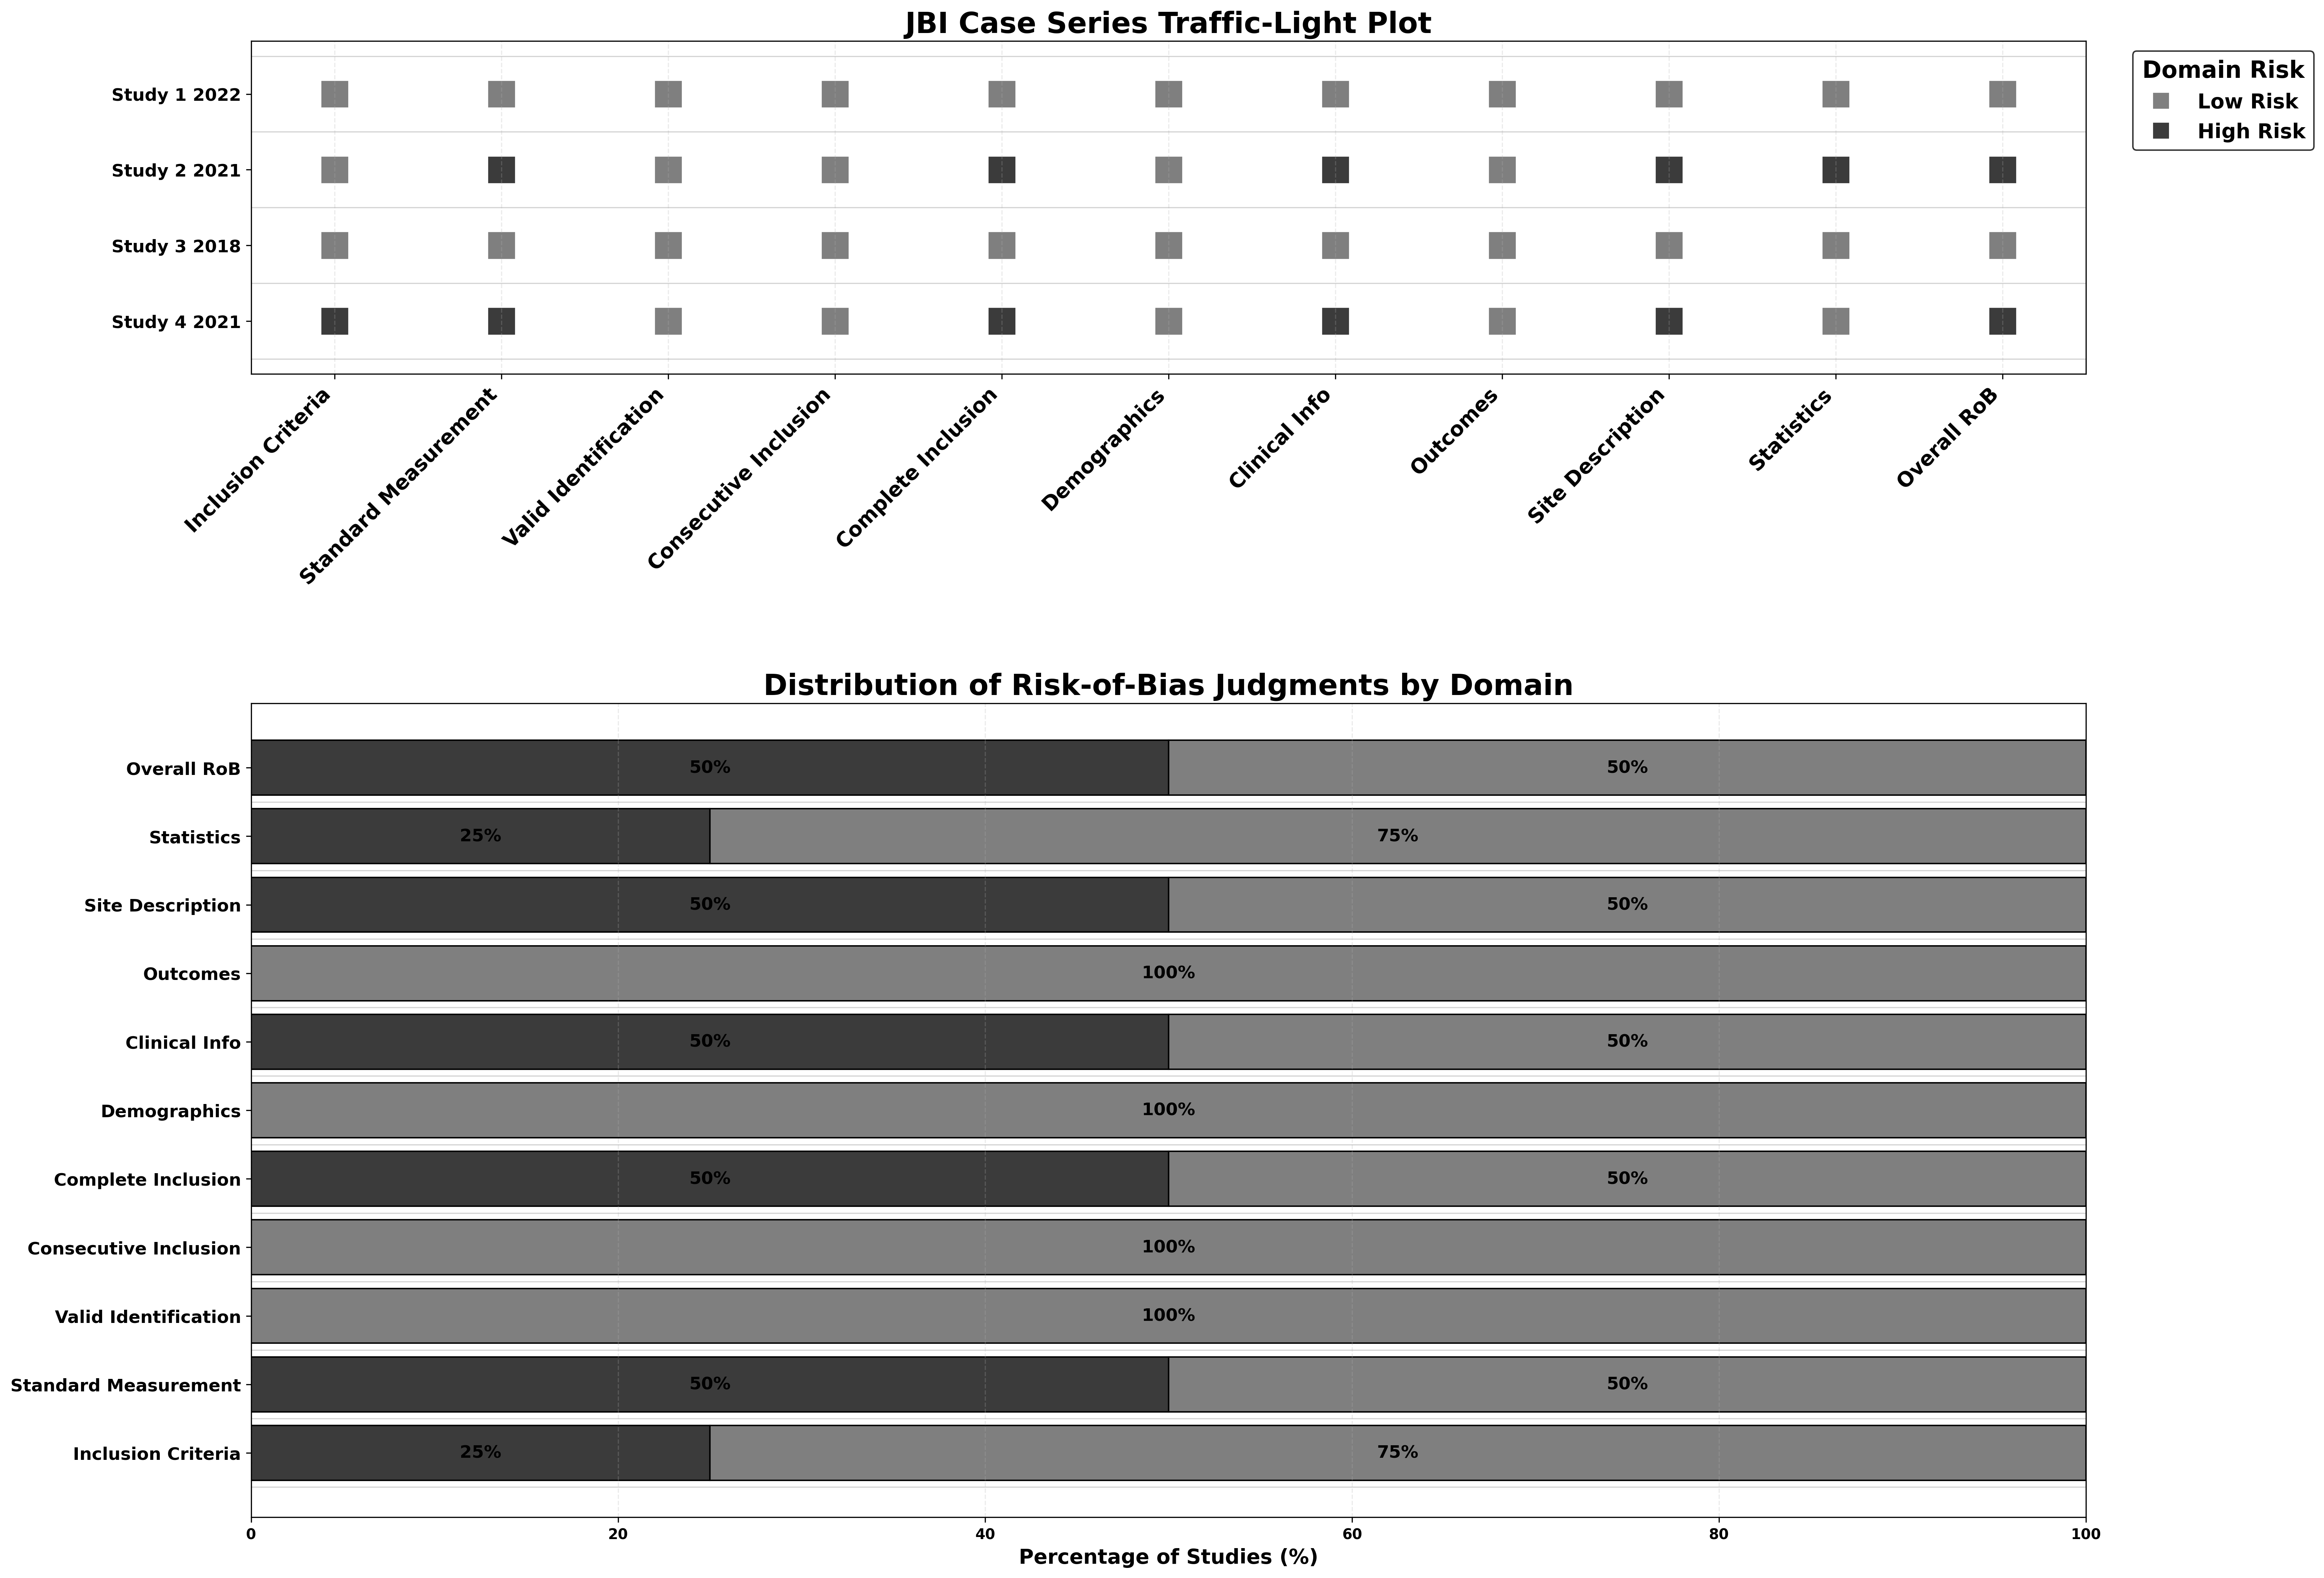 JBI Case Series Traffic-Light Plot
Domain Risk
Low Risk
High Risk
Study 1 2022
Study 2 2021
Study 3 2018
Study 4 2021
Inclusion Criteria
Standard Measurement
Valid Identification
Consecutive Inclusion
Complete Inclusion
Demographics
Clinical Info
Outcomes
Site Description
Statistics
Overall RoB
Distribution of Risk-of-Bias Judgments by Domain
Overall RoB 50% 50%
Statistics 25% 75%
Site Description 50% 50%
Outcomes 100%
Clinical Info 50% 50%
Demographics 100%
Complete Inclusion 50% 50%
Consecutive Inclusion 100%
Valid Identification 100%
Standard Measurement 50% 50%
Inclusion Criteria 25% 75%
0 20 40 60 80 100
Percentage of Studies (%)